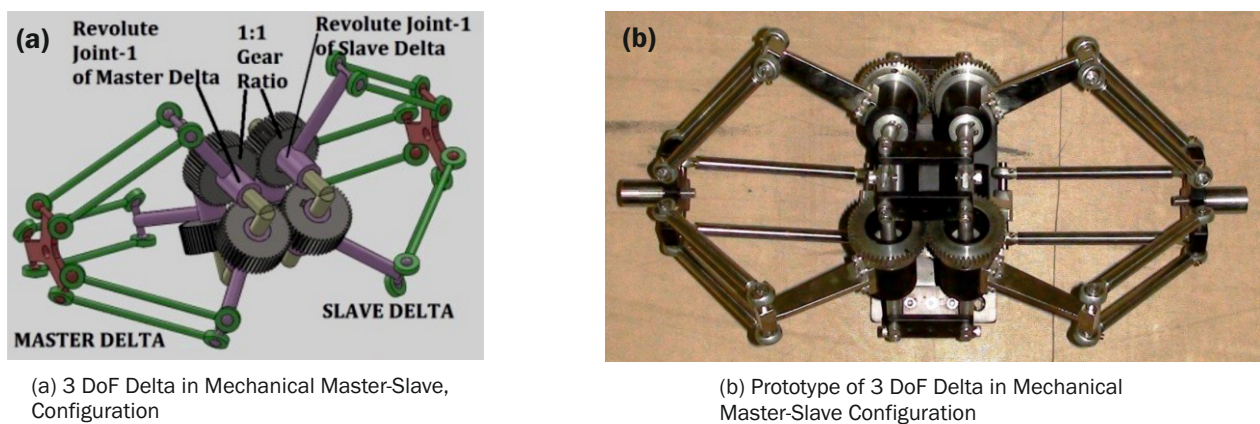 (a)
Revolute
Joint-1
of Master Delta
1:1
Gear
Ratio
Revolute Joint-1
of Slave Delta
MASTER DELTA
SLAVE DELTA
(b)
(a) 3 DoF Delta in Mechanical Master-Slave,
Configuration
(b) Prototype of 3 DoF Delta in Mechanical
Master-Slave Configuration